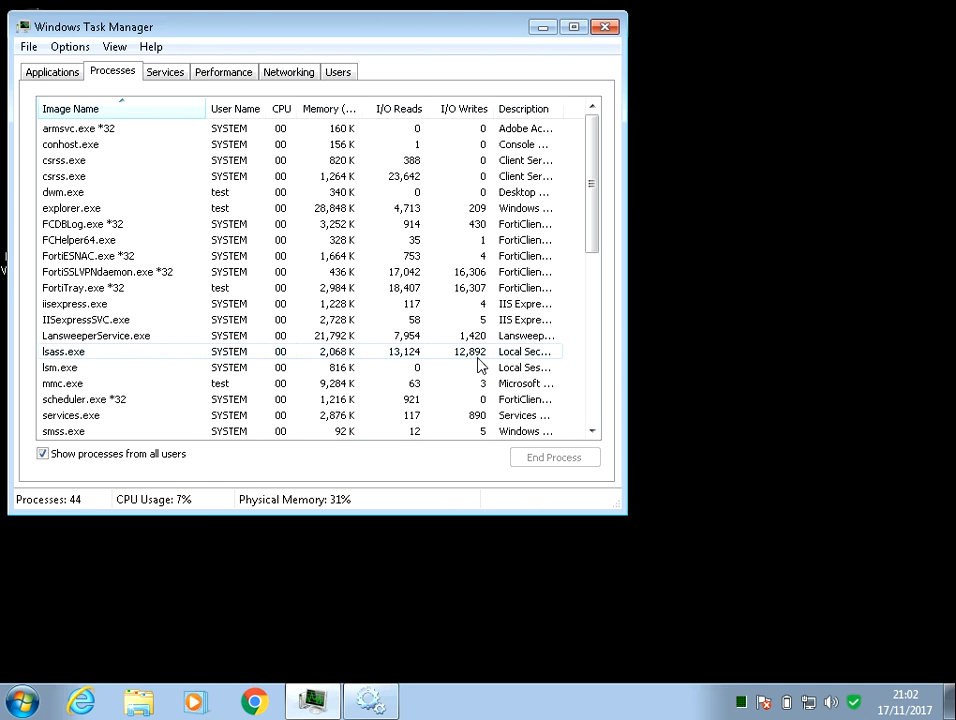 Windows Task Manager
File Options View Help
Applications Processes Services Performance Networking Users
Image Name User Name CPU Memory (... I/O Reads I/O Writes Description
armsvc.exe *32 SYSTEM 00 160 K 0 0 Adobe Ac...
conhost.exe SYSTEM 00 156 K 1 0 Console ...
csrss.exe SYSTEM 00 820 K 388 0 Client Ser...
csrss.exe SYSTEM 00 1,264 K 23,642 0 Client Ser...
dwm.exe test 00 340 K 0 0 Desktop ...
explorer.exe test 00 28,848 K 4,713 209 Windows ...
FCDBLog.exe *32 SYSTEM 00 3,252 K 914 430 FortiClien...
FCHelper64.exe SYSTEM 00 328 K 35 1 FortiClien...
FortiESNAC.exe *32 SYSTEM 00 1,664 K 753 4 FortiClien...
FortiSSLVPNdaemon.exe *32 SYSTEM 00 436 K 17,042 16,306 FortiClien...
FortiTray.exe *32 test 00 2,984 K 18,407 16,307 FortiClien...
iisexpress.exe SYSTEM 00 1,228 K 117 4 IIS Expre...
IISexpressSVC.exe SYSTEM 00 2,728 K 58 5 IIS Expre...
LansweeperService.exe SYSTEM 00 21,792 K 7,954 1,420 Lansweep...
lsass.exe SYSTEM 00 2,068 K 13,124 12,892 Local Sec...
lsm.exe SYSTEM 00 816 K 0 0 Local Ses...
mmc.exe test 00 9,284 K 63 3 Microsoft ...
scheduler.exe *32 SYSTEM 00 1,216 K 921 0 FortiClien...
services.exe SYSTEM 00 2,876 K 117 890 Services ...
smss.exe SYSTEM 00 92 K 12 5 Windows ...
Show processes from all users End Process
Processes: 44 CPU Usage: 7% Physical Memory: 31%
21:02
17/11/2017